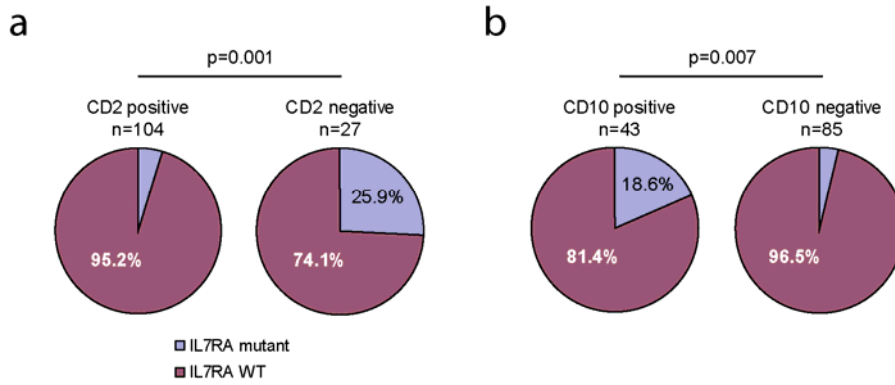 a
p=0.001
CD2 positive
n=104
CD2 negative
n=27
95.2%
25.9%
74.1%
b
p=0.007
CD10 positive
n=43
CD10 negative
n=85
18.6%
81.4%
96.5%
IL7RA mutant
IL7RA WT